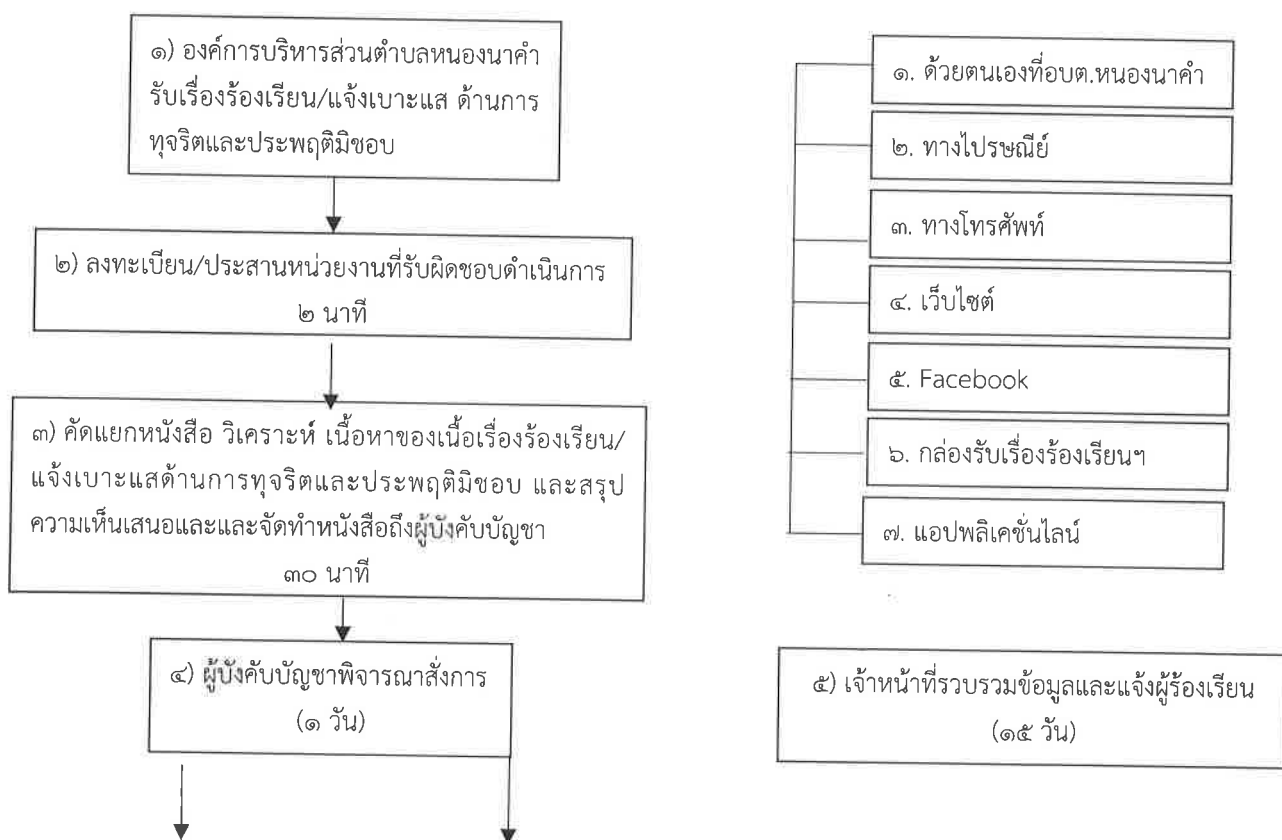 ๑) องค์การบริหารส่วนตำบลหนองนาคำ
รับเรื่องร้องเรียน/แจ้งเบาะแส ด้านการ
ทุจริตและประพฤติมิชอบ
๒) ลงทะเบียน/ประสานหน่วยงานที่รับผิดชอบดำเนินการ
๒ นาที
๓) คัดแยกหนังสือ วิเคราะห์ เนื้อหาของเนื้อเรื่องร้องเรียน/
แจ้งเบาะแสด้านการทุจริตและประพฤติมิชอบ และสรุป
ความเห็นเสนอและและจัดทำหนังสือถึงผู้บังคับบัญชา
๓๐ นาที
๔) ผู้บังคับบัญชาพิจารณาสั่งการ
(๑ วัน)
๑. ด้วยตนเองที่อบต.หนองนาคำ
๒. ทางไปรษณีย์
๓. ทางโทรศัพท์
๔. เว็บไซต์
๕. Facebook
๖. กล่องรับเรื่องร้องเรียนฯ
๗. แอปพลิเคชั่นไลน์
๕) เจ้าหน้าที่รวบรวมข้อมูลและแจ้งผู้ร้องเรียน
(๑๕ วัน)